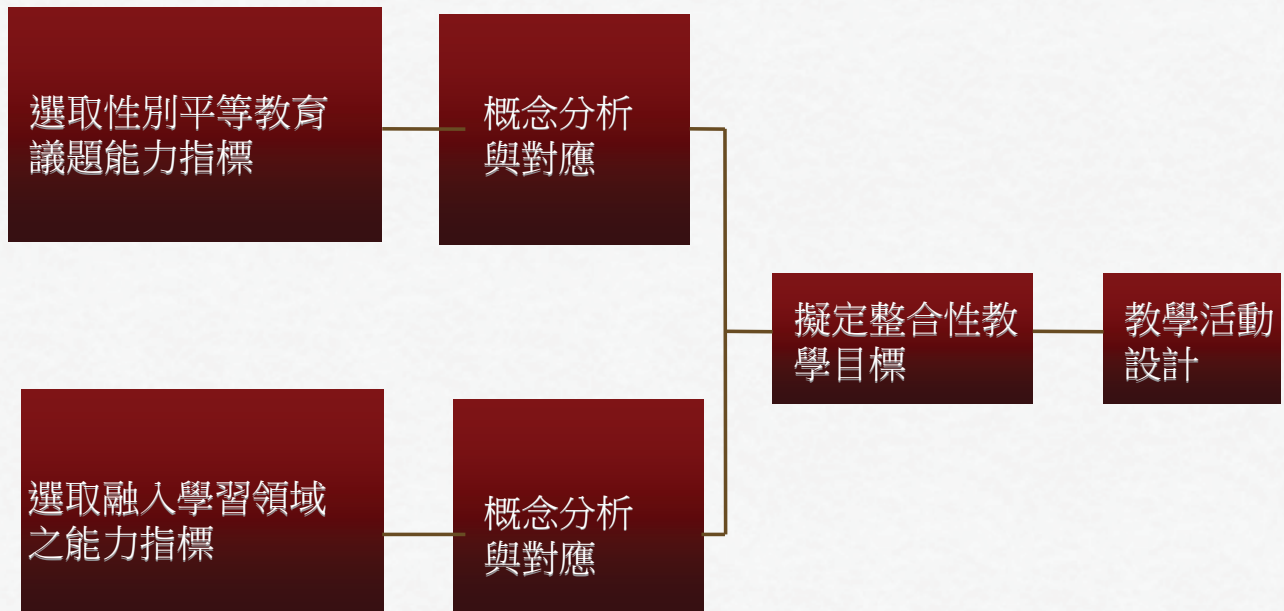 選取性別平等教育
議題能力指標
概念分析
與對應
選取融入學習領域
之能力指標
概念分析
與對應
擬定整合性教
學目標
教學活動
設計